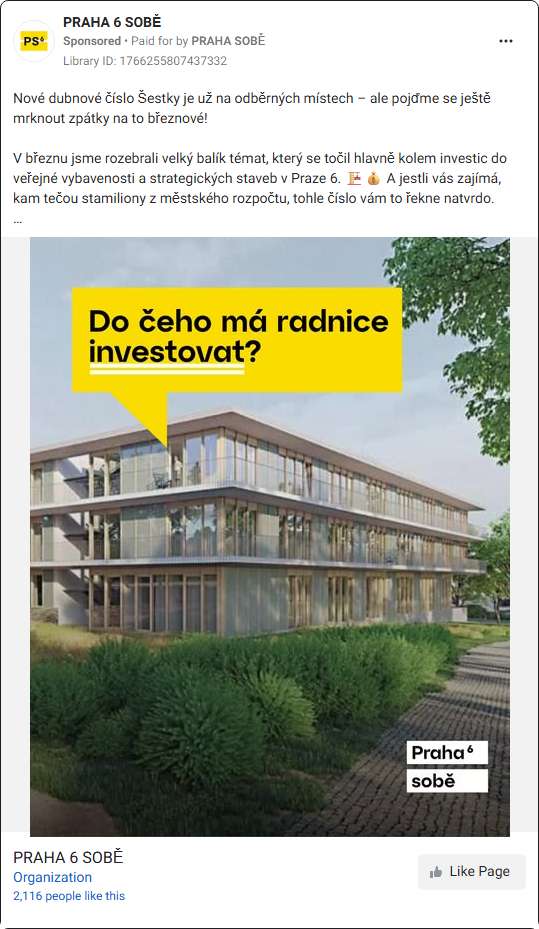 PS⁶
PRAHA 6 SOBĚ
Sponsored • Paid for by PRAHA SOBĚ
Library ID: 1766255807437332
Nové dubnové číslo Šestky je už na odběrných místech – ale pojďme se ještě
mrknout zpátky na to březnové!
V březnu jsme rozebrali velký balík témat, který se točil hlavně kolem investic do
veřejné vybavenosti a strategických staveb v Praze 6. 🏗️ 💰 A jestli vás zajímá,
kam tečou stamiliony z městského rozpočtu, tohle číslo vám to řekne natvrdo.
...
Do čeho má radnice
investovat?
Praha⁶
sobě
PRAHA 6 SOBĚ
Organization
2,116 people like this
Like Page